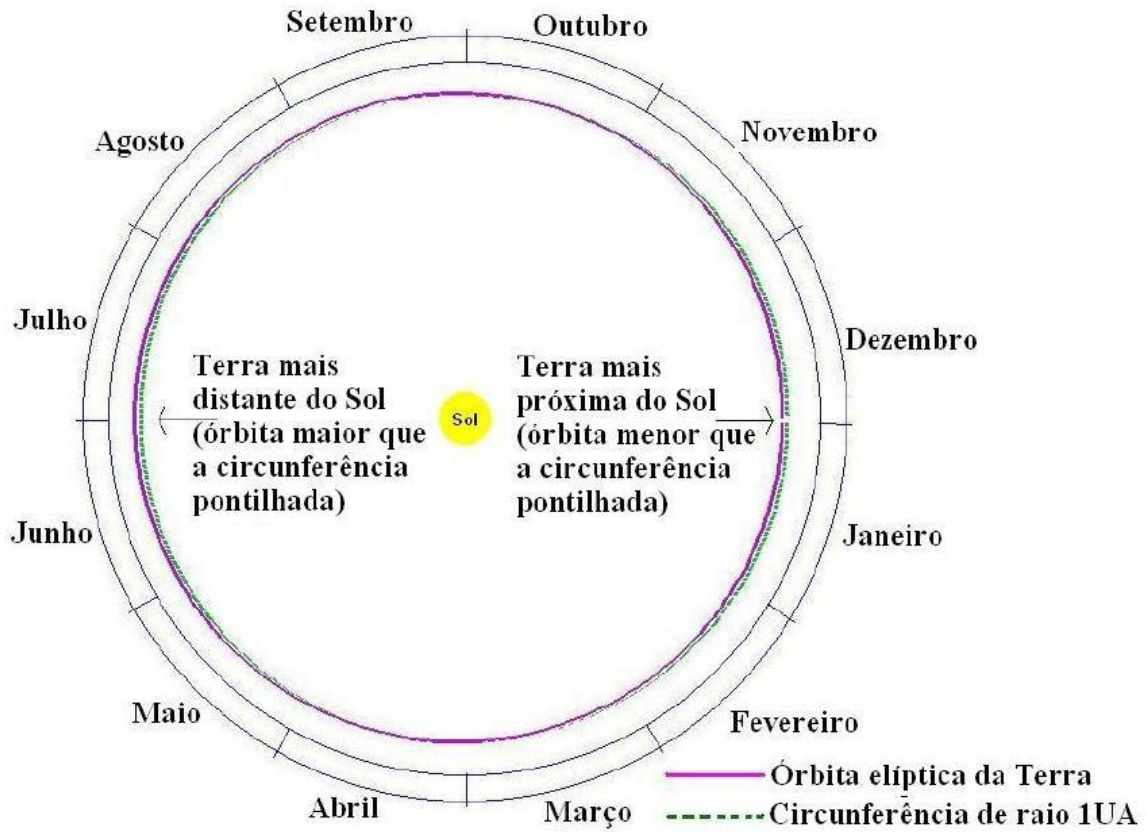 Setembro
Outubro
Agosto
Novembro
Julho
Dezembro
Terra mais
distante do Sol
(órbita maior que
a circunferência
pontilhada)
Sol
Terra mais
próxima do Sol
(órbita menor que
a circunferência
pontilhada)
Junho
Janeiro
Maio
Fevereiro
Abril
Março
Órbita elíptica da Terra
Circunferência de raio 1UA